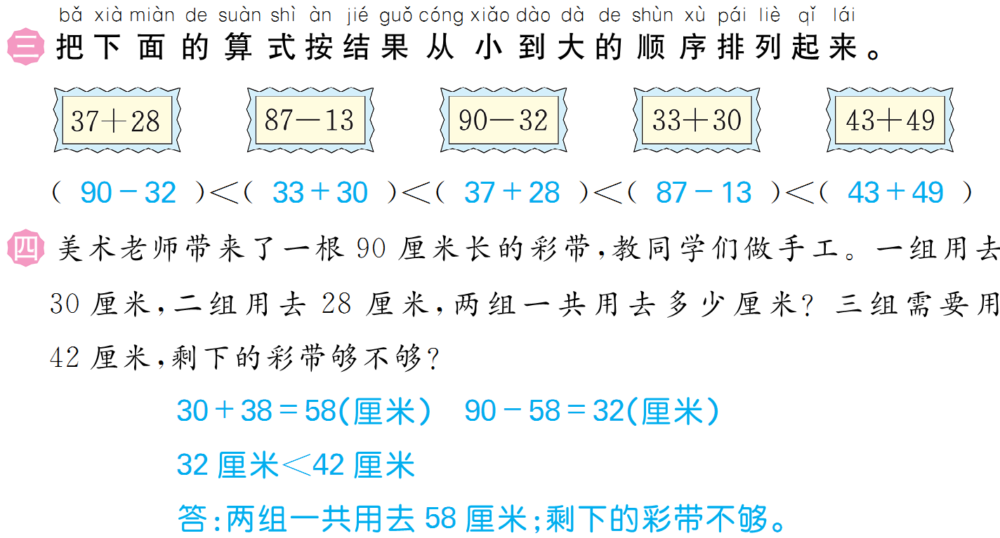 bǎ xià miàn de suàn shì àn jié guǒ cóng xiǎo dào dà de shùn xù pái liè qǐ lái
三 把下面的算式按结果从小到大的顺序排列起来。
37+28 87-13 90-32 33+30 43+49
( 90-32 )<( 33+30 )<( 37+28 )<( 87-13 )<( 43+49 )
四 美术老师带来了一根 90 厘米长的彩带,教同学们做手工。一组用去
30 厘米,二组用去 28 厘米,两组一共用去多少厘米? 三组需要用
42 厘米,剩下的彩带够不够?
30+38=58(厘米) 90-58=32(厘米)
32 厘米<42 厘米
答:两组一共用去 58 厘米;剩下的彩带不够。